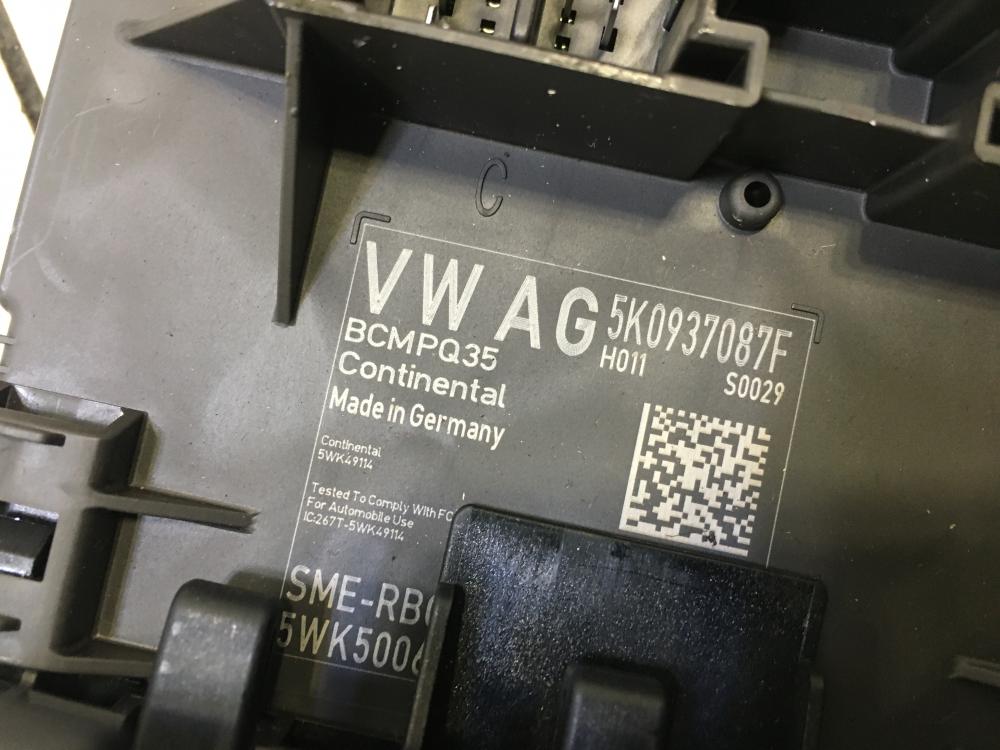 C
VW AG 5K0937087F
BCMPQ35 H011 S0029
Continental
Made in Germany
Continental
5WK49114
Tested To Comply With FC
For Automobile Use
IC:267T-5WK49114
SME-RB
5WK500